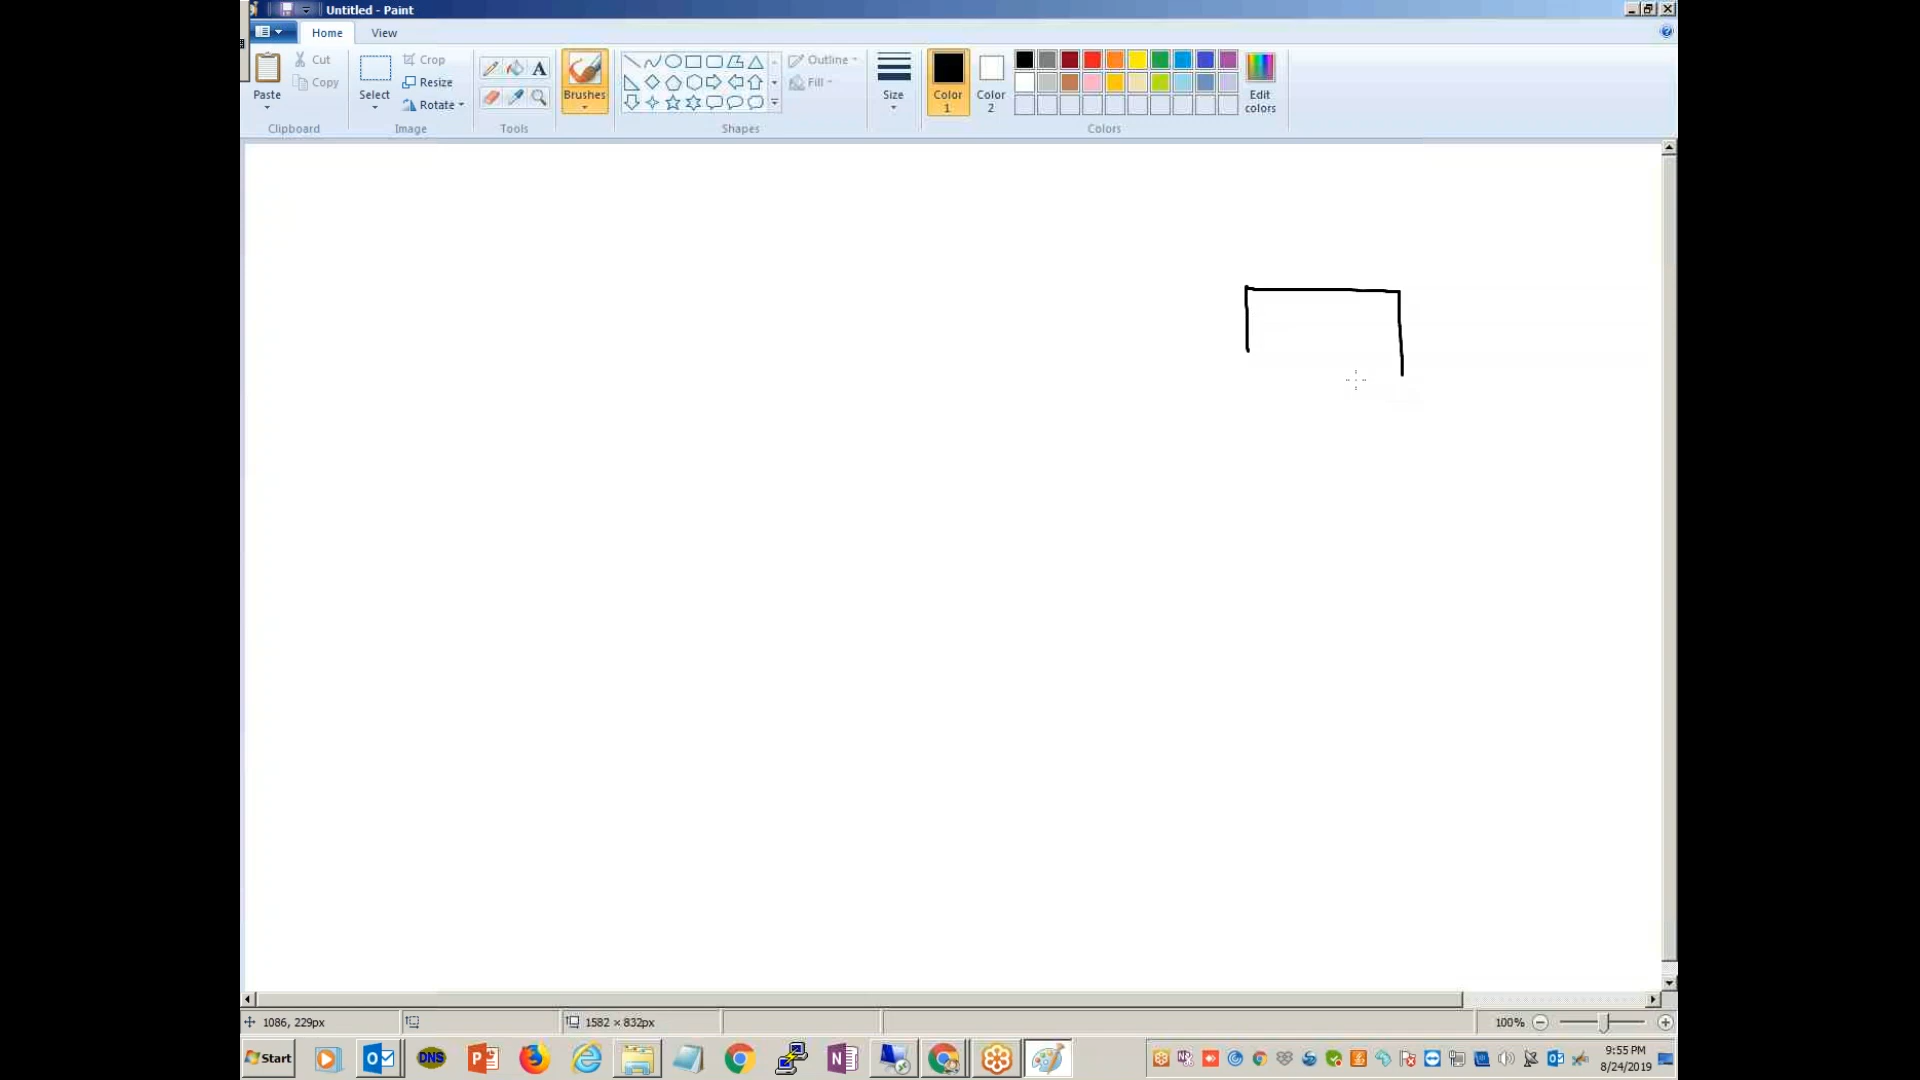 Untitled - Paint
Home View
Paste
Cut
Copy
Clipboard
Select
Crop
Resize
Rotate
Image
A
Tools
Brushes
Outline
Fill
Shapes
Size
Color
1
Color
2
Edit
colors
Colors
1086, 229px
1582 × 832px
100%
Start
DNS
9:55 PM
8/24/2019